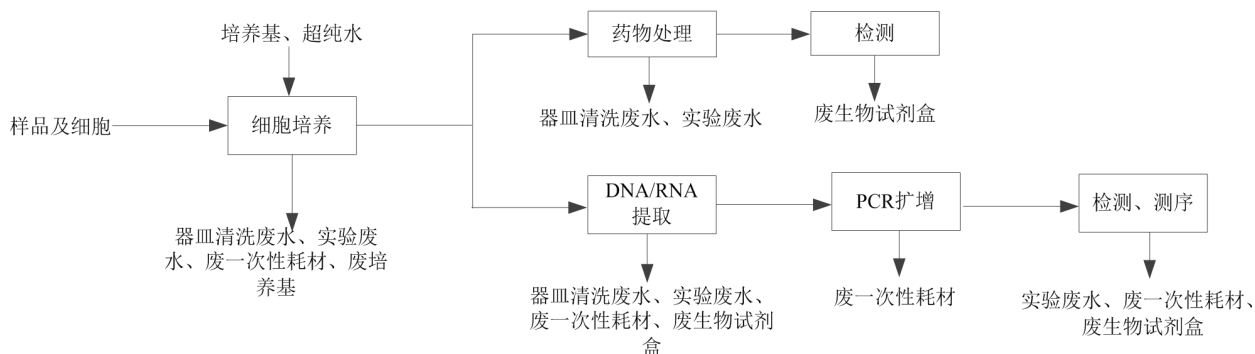 培养基、超纯水
药物处理
检测
样品及细胞
细胞培养
器皿清洗废水、实验废水
废生物试剂盒
DNA/RNA
提取
PCR扩增
检测、测序
器皿清洗废水、实验废
水、废一次性耗材、废培
养基
器皿清洗废水、实验废水、
废一次性耗材、废生物试剂
盒
废一次性耗材
实验废水、废一次性耗材、
废生物试剂盒